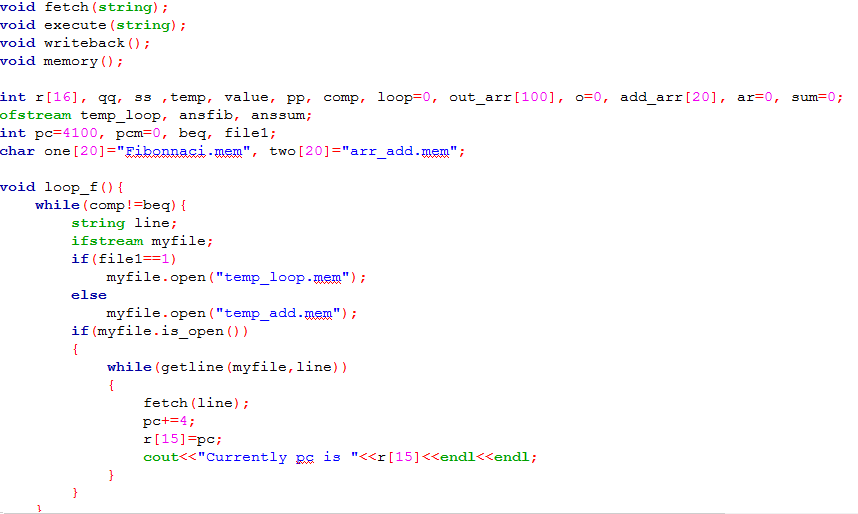 void fetch(string);
void execute(string);
void writeback();
void memory();
int r[16], qq, ss ,temp, value, pp, comp, loop=0, out_arr[100], o=0, add_arr[20], ar=0, sum=0;
ofstream temp_loop, ansfib, anssum;
int pc=4100, pcm=0, beq, file1;
char one[20]="Fibonnaci.mem", two[20]="arr_add.mem";
void loop_f(){
while(comp!=beq){
string line;
ifstream myfile;
if(file1==1)
myfile.open("temp_loop.mem");
else
myfile.open("temp_add.mem");
if(myfile.is_open())
{
while(getline(myfile,line))
{
fetch(line);
pc+=4;
r[15]=pc;
cout<<"Currently pc is "<<r[15]<<endl<<endl;
}
}
}